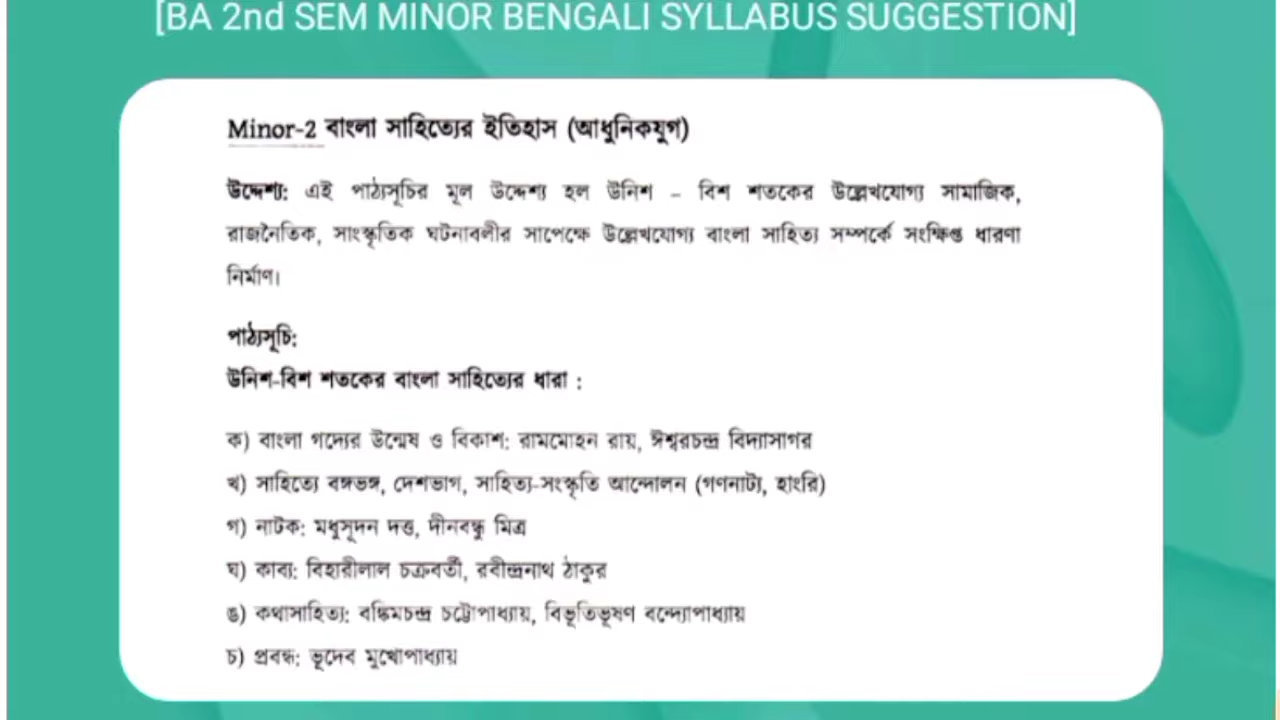 [BA 2nd SEM MINOR BENGALI SYLLABUS SUGGESTION]
Minor-2 বাংলা সাহিত্যের ইতিহাস (আধুনিকযুগ)
উদ্দেশ্য: এই পাঠ্যসূচির মূল উদ্দেশ্য হল উনিশ – বিশ শতকের উল্লেখযোগ্য সামাজিক,
রাজনৈতিক, সাংস্কৃতিক ঘটনাবলীর সাপেক্ষে উল্লেখযোগ্য বাংলা সাহিত্য সম্পর্কে সংক্ষিপ্ত ধারণা
নির্মাণ।
পাঠ্যসূচি:
উনিশ-বিশ শতকের বাংলা সাহিত্যের ধারা :
ক) বাংলা গদ্যের উন্মেষ ও বিকাশ: রামমোহন রায়, ঈশ্বরচন্দ্র বিদ্যাসাগর
খ) সাহিত্যে বঙ্গভঙ্গ, দেশভাগ, সাহিত্য-সংস্কৃতি আন্দোলন (গণনাট্য, হাংরি)
গ) নাটক: মধুসূদন দত্ত, দীনবন্ধু মিত্র
ঘ) কাব্য: বিহারীলাল চক্রবর্তী, রবীন্দ্রনাথ ঠাকুর
ঙ) কথাসাহিত্য: বঙ্কিমচন্দ্র চট্টোপাধ্যায়, বিভূতিভূষণ বন্দ্যোপাধ্যায়
চ) প্রবন্ধ: ভূদেব মুখোপাধ্যায়